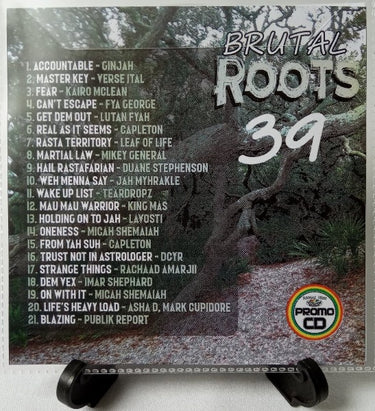 BRUTAL
ROOTS
39
1. ACCOUNTABLE – GINJAH
2. MASTER KEY – VERSE ITAL
3. FEAR – KAIRO MCLEAN
4. CAN'T ESCAPE – FYA GEORGE
5. GET DEM OUT – LUTAN FYAH
6. REAL AS IT SEEMS – CAPLETON
7. RASTA TERRITORY – LEAF OF LIFE
8. MARTIAL LAW – MIKEY GENERAL
9. HAIL RASTAFARIAN – DUANE STEPHENSON
10. WEH MENNA SAY – JAH MYHRAKLE
11. WAKE UP LIST – TEARDROPZ
12. MAU MAU WARRIOR – KING MAS
13. HOLDING ON TO JAH – LAVOSTI
14. ONENESS – MICAH SHEMAIAH
15. FROM YAH SUH – CAPLETON
16. TRUST NOT IN ASTROLOGER – DCYR
17. STRANGE THINGS – RACHAAD AMARJII
18. DEM VEX – IMAR SHEPHARD
19. ON WITH IT – MICAH SHEMAIAH
20. LIFE'S HEAVY LOAD – ASHA D, MARK CUPIDORE
21. BLAZING – PUBLIK REPORT
PROMO
CD